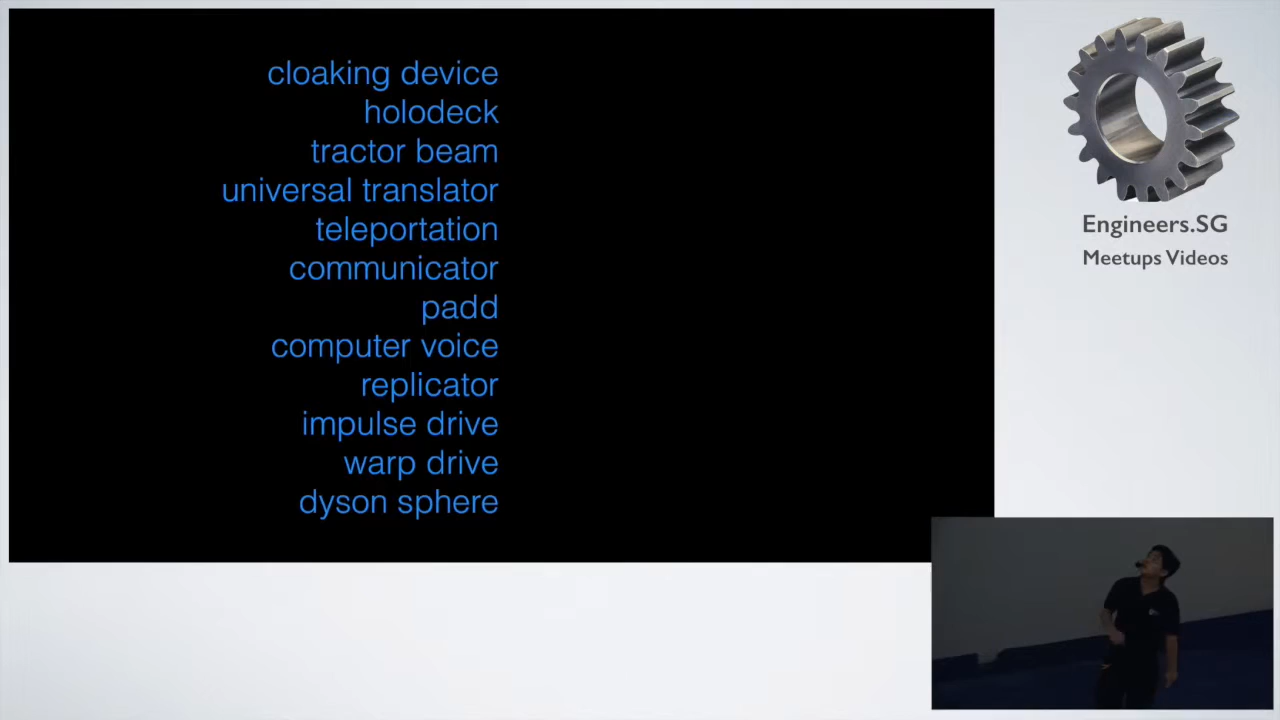 cloaking device
holodeck
tractor beam
universal translator
teleportation
communicator
padd
computer voice
replicator
impulse drive
warp drive
dyson sphere
Engineers.SG
Meetups Videos